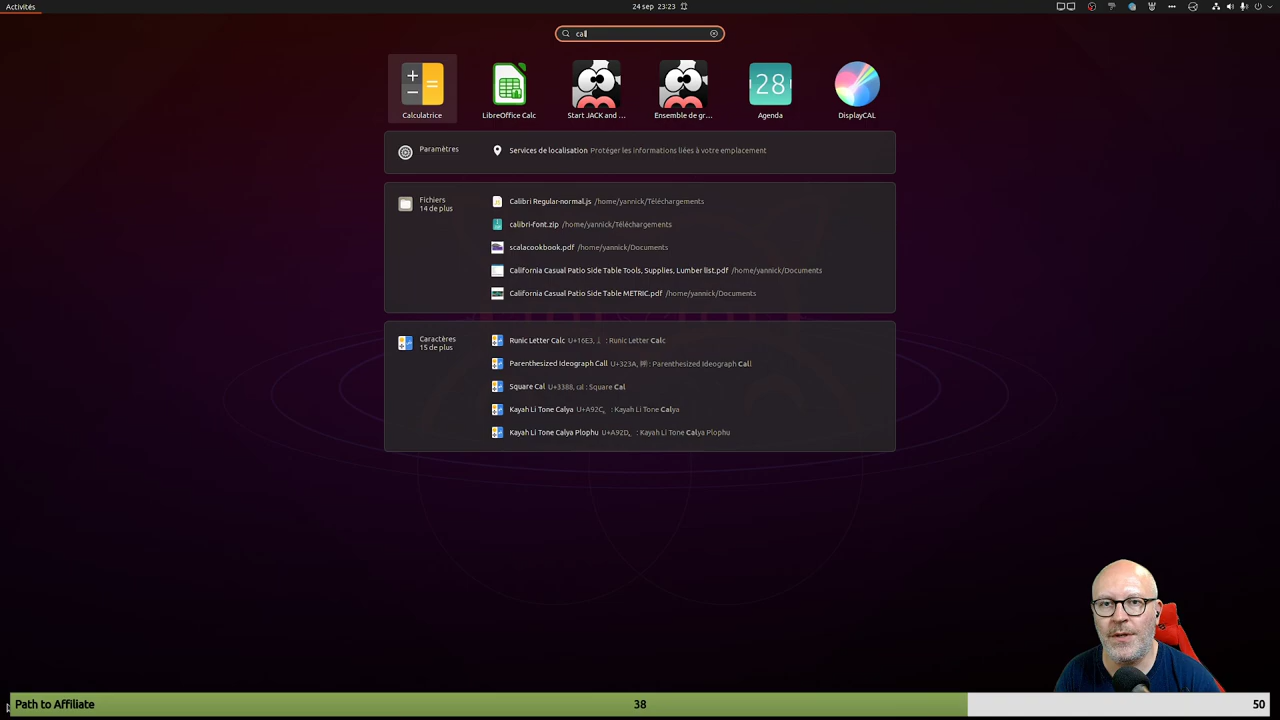 Activités
24 sep 23:23
cal
Calculatrice
LibreOffice Calc
Start JACK and ...
Ensemble de gr...
28
Agenda
DisplayCAL
Paramètres
Services de localisation Protéger les informations liées à votre emplacement
Fichiers
14 de plus
Calibri Regular-normal.js /home/yannick/Téléchargements
calibri-font.zip /home/yannick/Téléchargements
scalacookbook.pdf /home/yannick/Documents
California Casual Patio Side Table Tools, Supplies, Lumber list.pdf /home/yannick/Documents
California Casual Patio Side Table METRIC.pdf /home/yannick/Documents
Caractères
15 de plus
Runic Letter Calc U+16E3, ᛣ : Runic Letter Calc
Parenthesized Ideograph Call U+323A, ㈺ : Parenthesized Ideograph Call
Square Cal U+3388, ㎈ : Square Cal
Kayah Li Tone Calya U+A92C, : Kayah Li Tone Calya
Kayah Li Tone Calya Plophu U+A92D, : Kayah Li Tone Calya Plophu
Path to Affiliate 38 50